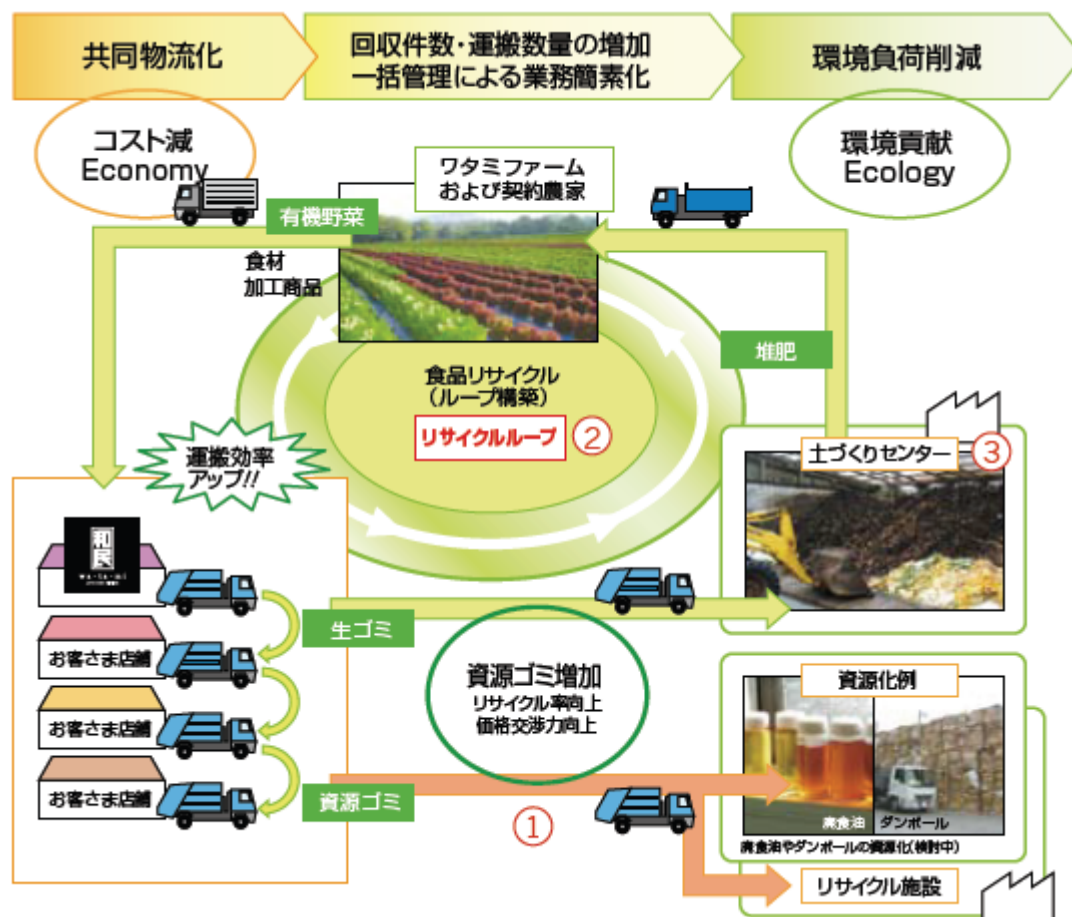 共同物流化
回収件数・運搬数量の増加
一括管理による業務簡素化
環境負荷削減
コスト減
Economy
環境貢献
Ecology
ワタミファーム
および契約農家
有機野菜
食材
加工商品
堆肥
食品リサイクル
（ループ構築）
リサイクルループ
②
土づくりセンター
③
運搬効率
アップ!!
和民
wa・ta・mi
お客さま店舗
お客さま店舗
お客さま店舗
生ゴミ
資源ゴミ増加
リサイクル率向上
価格交渉力向上
資源ゴミ
①
資源化例
廃食油
ダンボール
廃食油やダンボールの資源化(検討中)
リサイクル施設